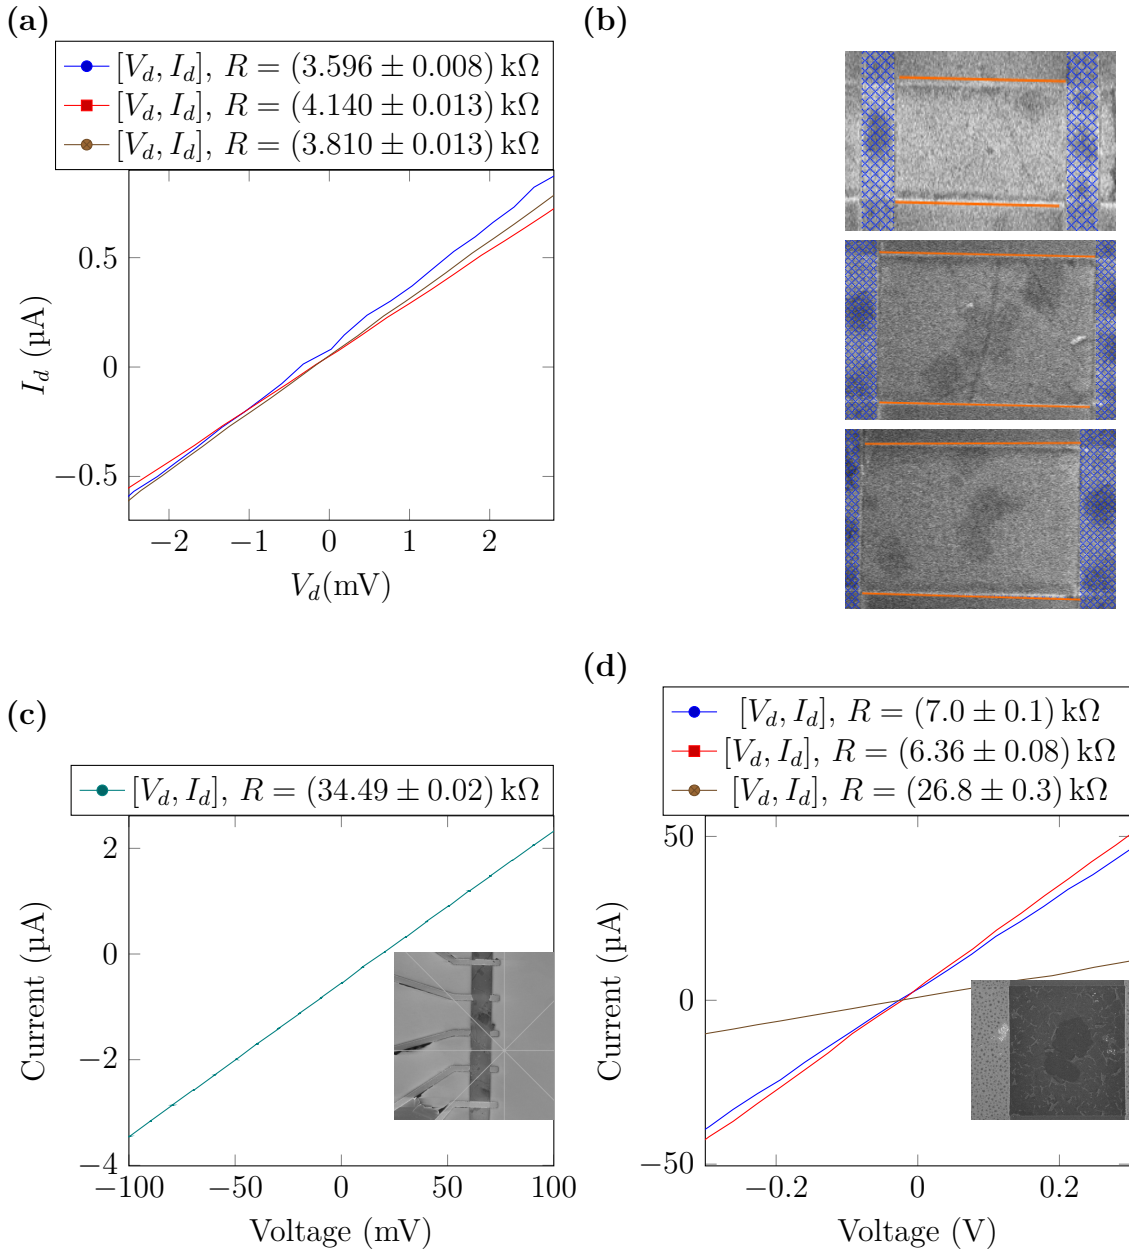 (a)
[V_d, I_d], R = (3.596 ± 0.008) kΩ
[V_d, I_d], R = (4.140 ± 0.013) kΩ
[V_d, I_d], R = (3.810 ± 0.013) kΩ
0.5
0
−0.5
I_d (µA)
−2 −1 0 1 2
V_d(mV)
(b)
(c)
[V_d, I_d], R = (34.49 ± 0.02) kΩ
2
0
−2
−4
Current (µA)
−100 −50 0 50 100
Voltage (mV)
(d)
[V_d, I_d], R = (7.0 ± 0.1) kΩ
[V_d, I_d], R = (6.36 ± 0.08) kΩ
[V_d, I_d], R = (26.8 ± 0.3) kΩ
50
0
−50
Current (µA)
−0.2 0 0.2
Voltage (V)